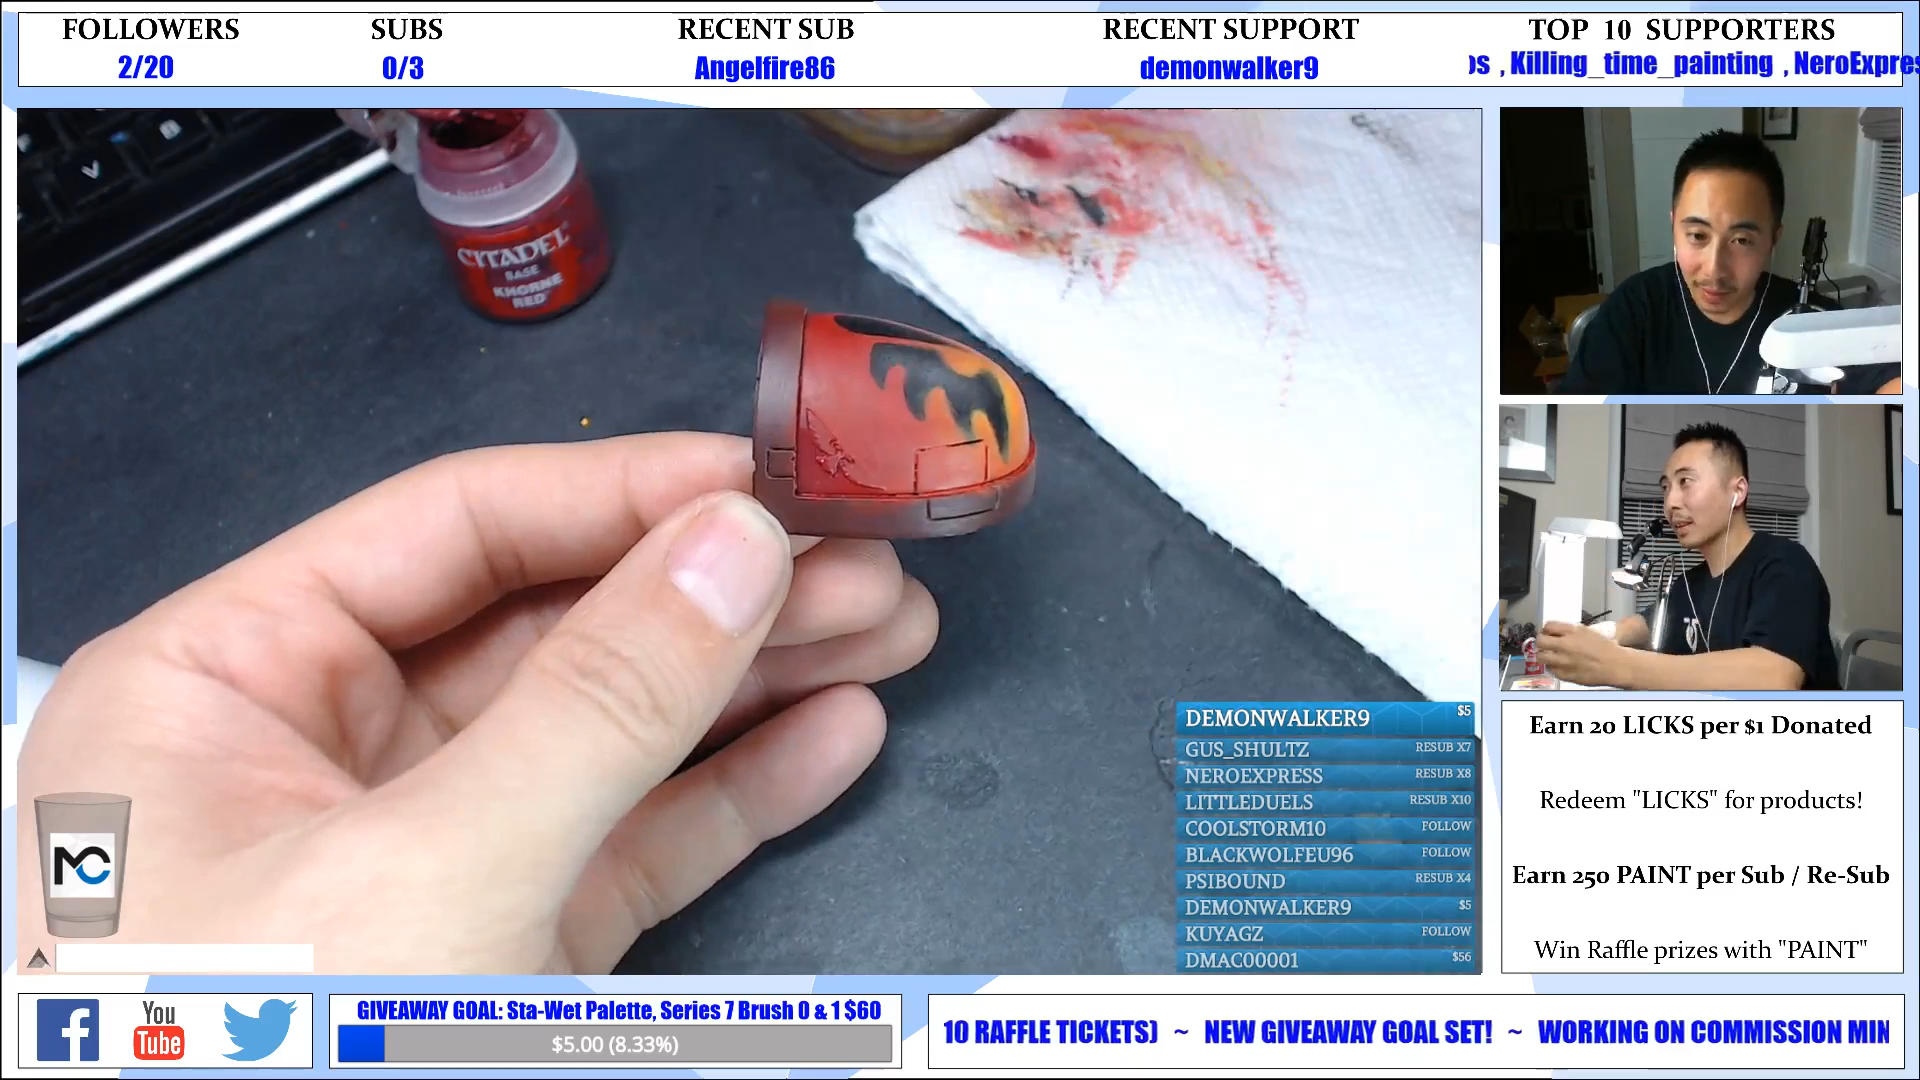 FOLLOWERS
2/20
SUBS
0/3
RECENT SUB
Angelfire86
RECENT SUPPORT
demonwalker9
TOP 10 SUPPORTERS
, Killing_time_painting , NeroExpres
V
B
CITADEL
BASE
KHORNE
RED
DEMONWALKER9 $5
GUS_SHULTZ RESUB X7
NEROEXPRESS RESUB X8
LITTLEDUELS RESUB X10
COOLSTORM10 FOLLOW
BLACKWOLFEU96 FOLLOW
PSIBOUND RESUB X4
DEMONWALKER9 $5
KUYAGZ FOLLOW
DMAC00001 $56
MC
Earn 20 LICKS per $1 Donated
Redeem "LICKS" for products!
Earn 250 PAINT per Sub / Re-Sub
Win Raffle prizes with "PAINT"
f
You
Tube
GIVEAWAY GOAL: Sta-Wet Palette, Series 7 Brush 0 & 1 $60
$5.00 (8.33%)
10 RAFFLE TICKETS) ~ NEW GIVEAWAY GOAL SET! ~ WORKING ON COMMISSION MIN